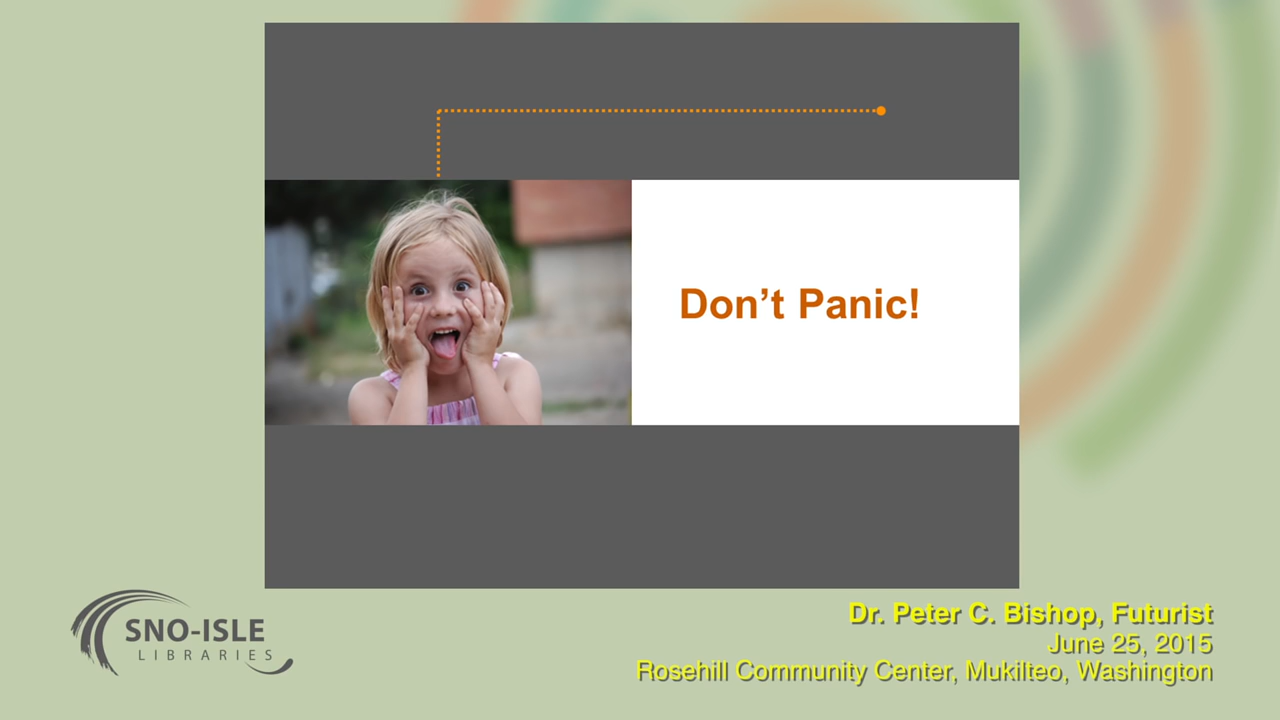 Don’t Panic!
SNO-ISLE
LIBRARIES
Dr. Peter C. Bishop, Futurist
June 25, 2015
Rosehill Community Center, Mukilteo, Washington